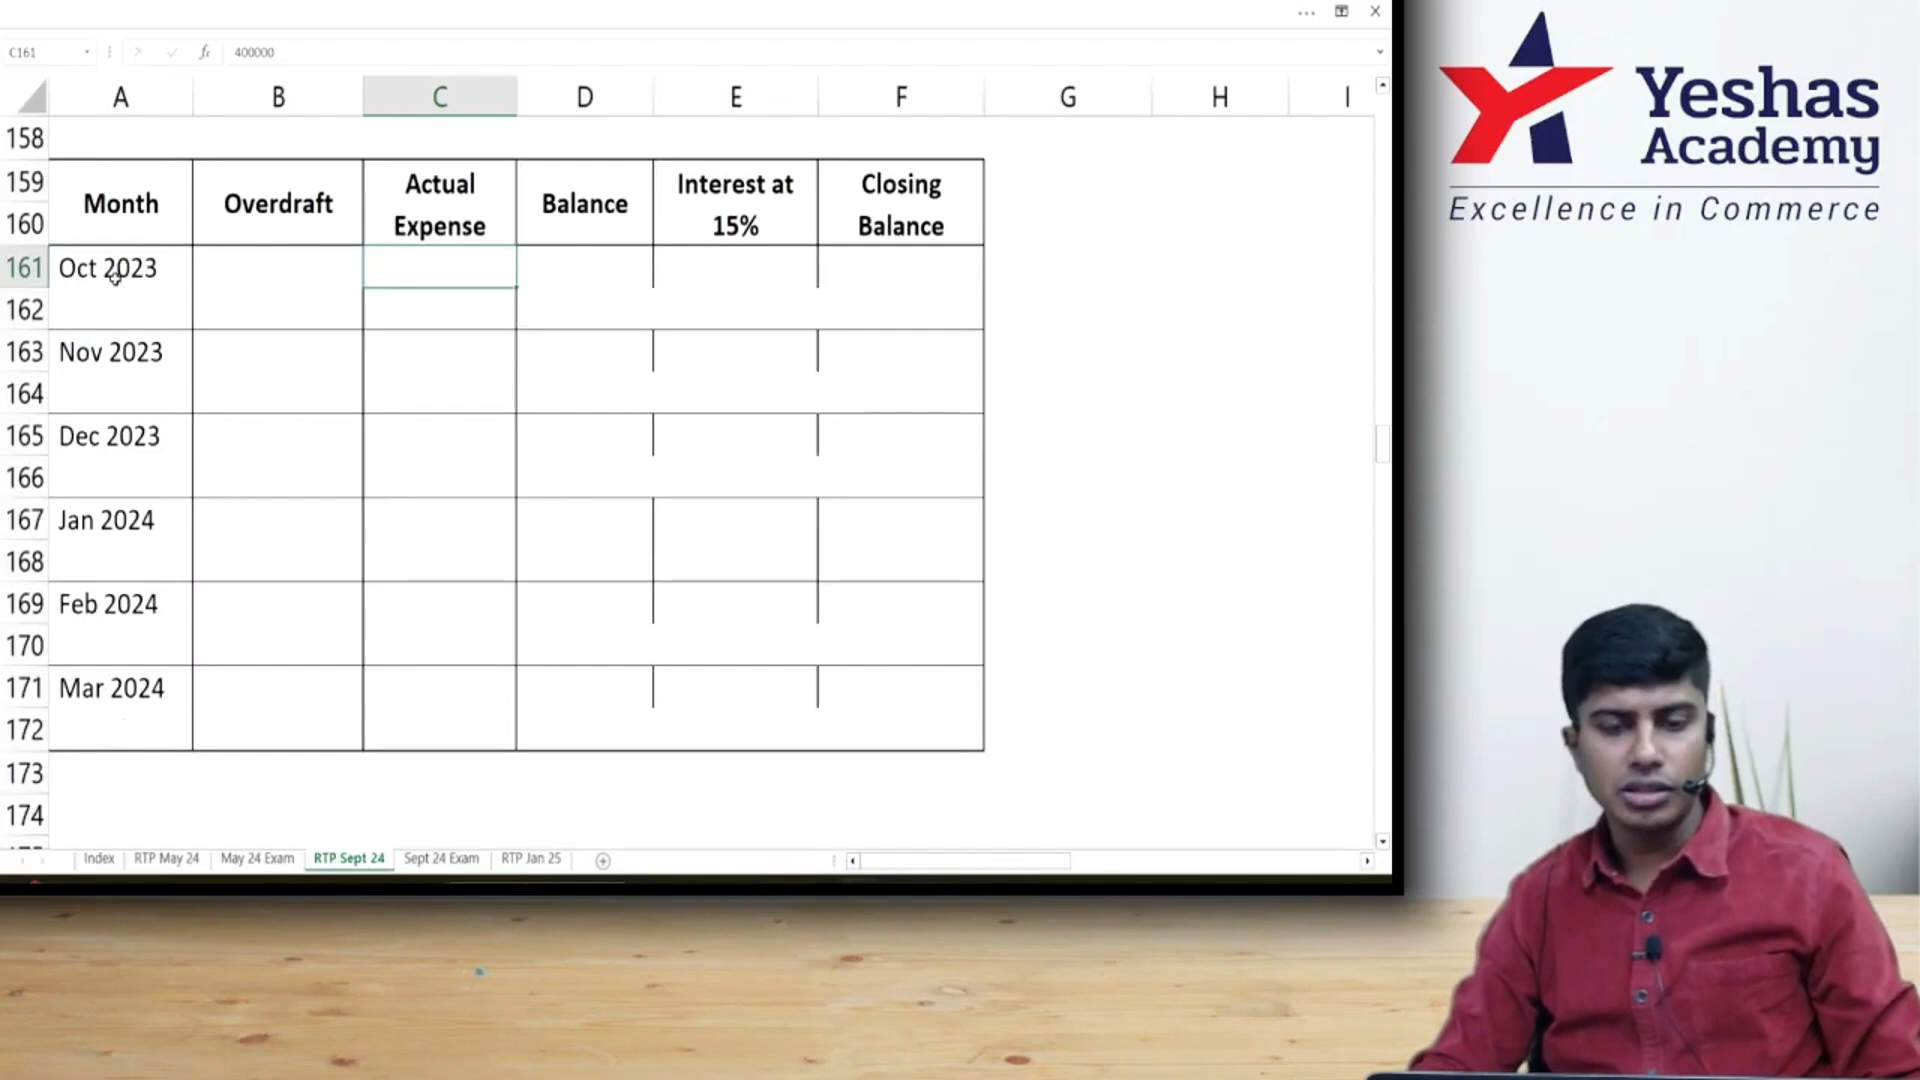 C161
fx
400000
A B C D E F G H I
158
159
160
Month Overdraft Actual Expense Balance Interest at 15% Closing Balance
161 Oct 2023
162
163 Nov 2023
164
165 Dec 2023
166
167 Jan 2024
168
169 Feb 2024
170
171 Mar 2024
172
173
174
Index RTP May 24 May 24 Exam RTP Sept 24 Sept 24 Exam RTP Jan 25
Yeshas
Academy
Excellence in Commerce